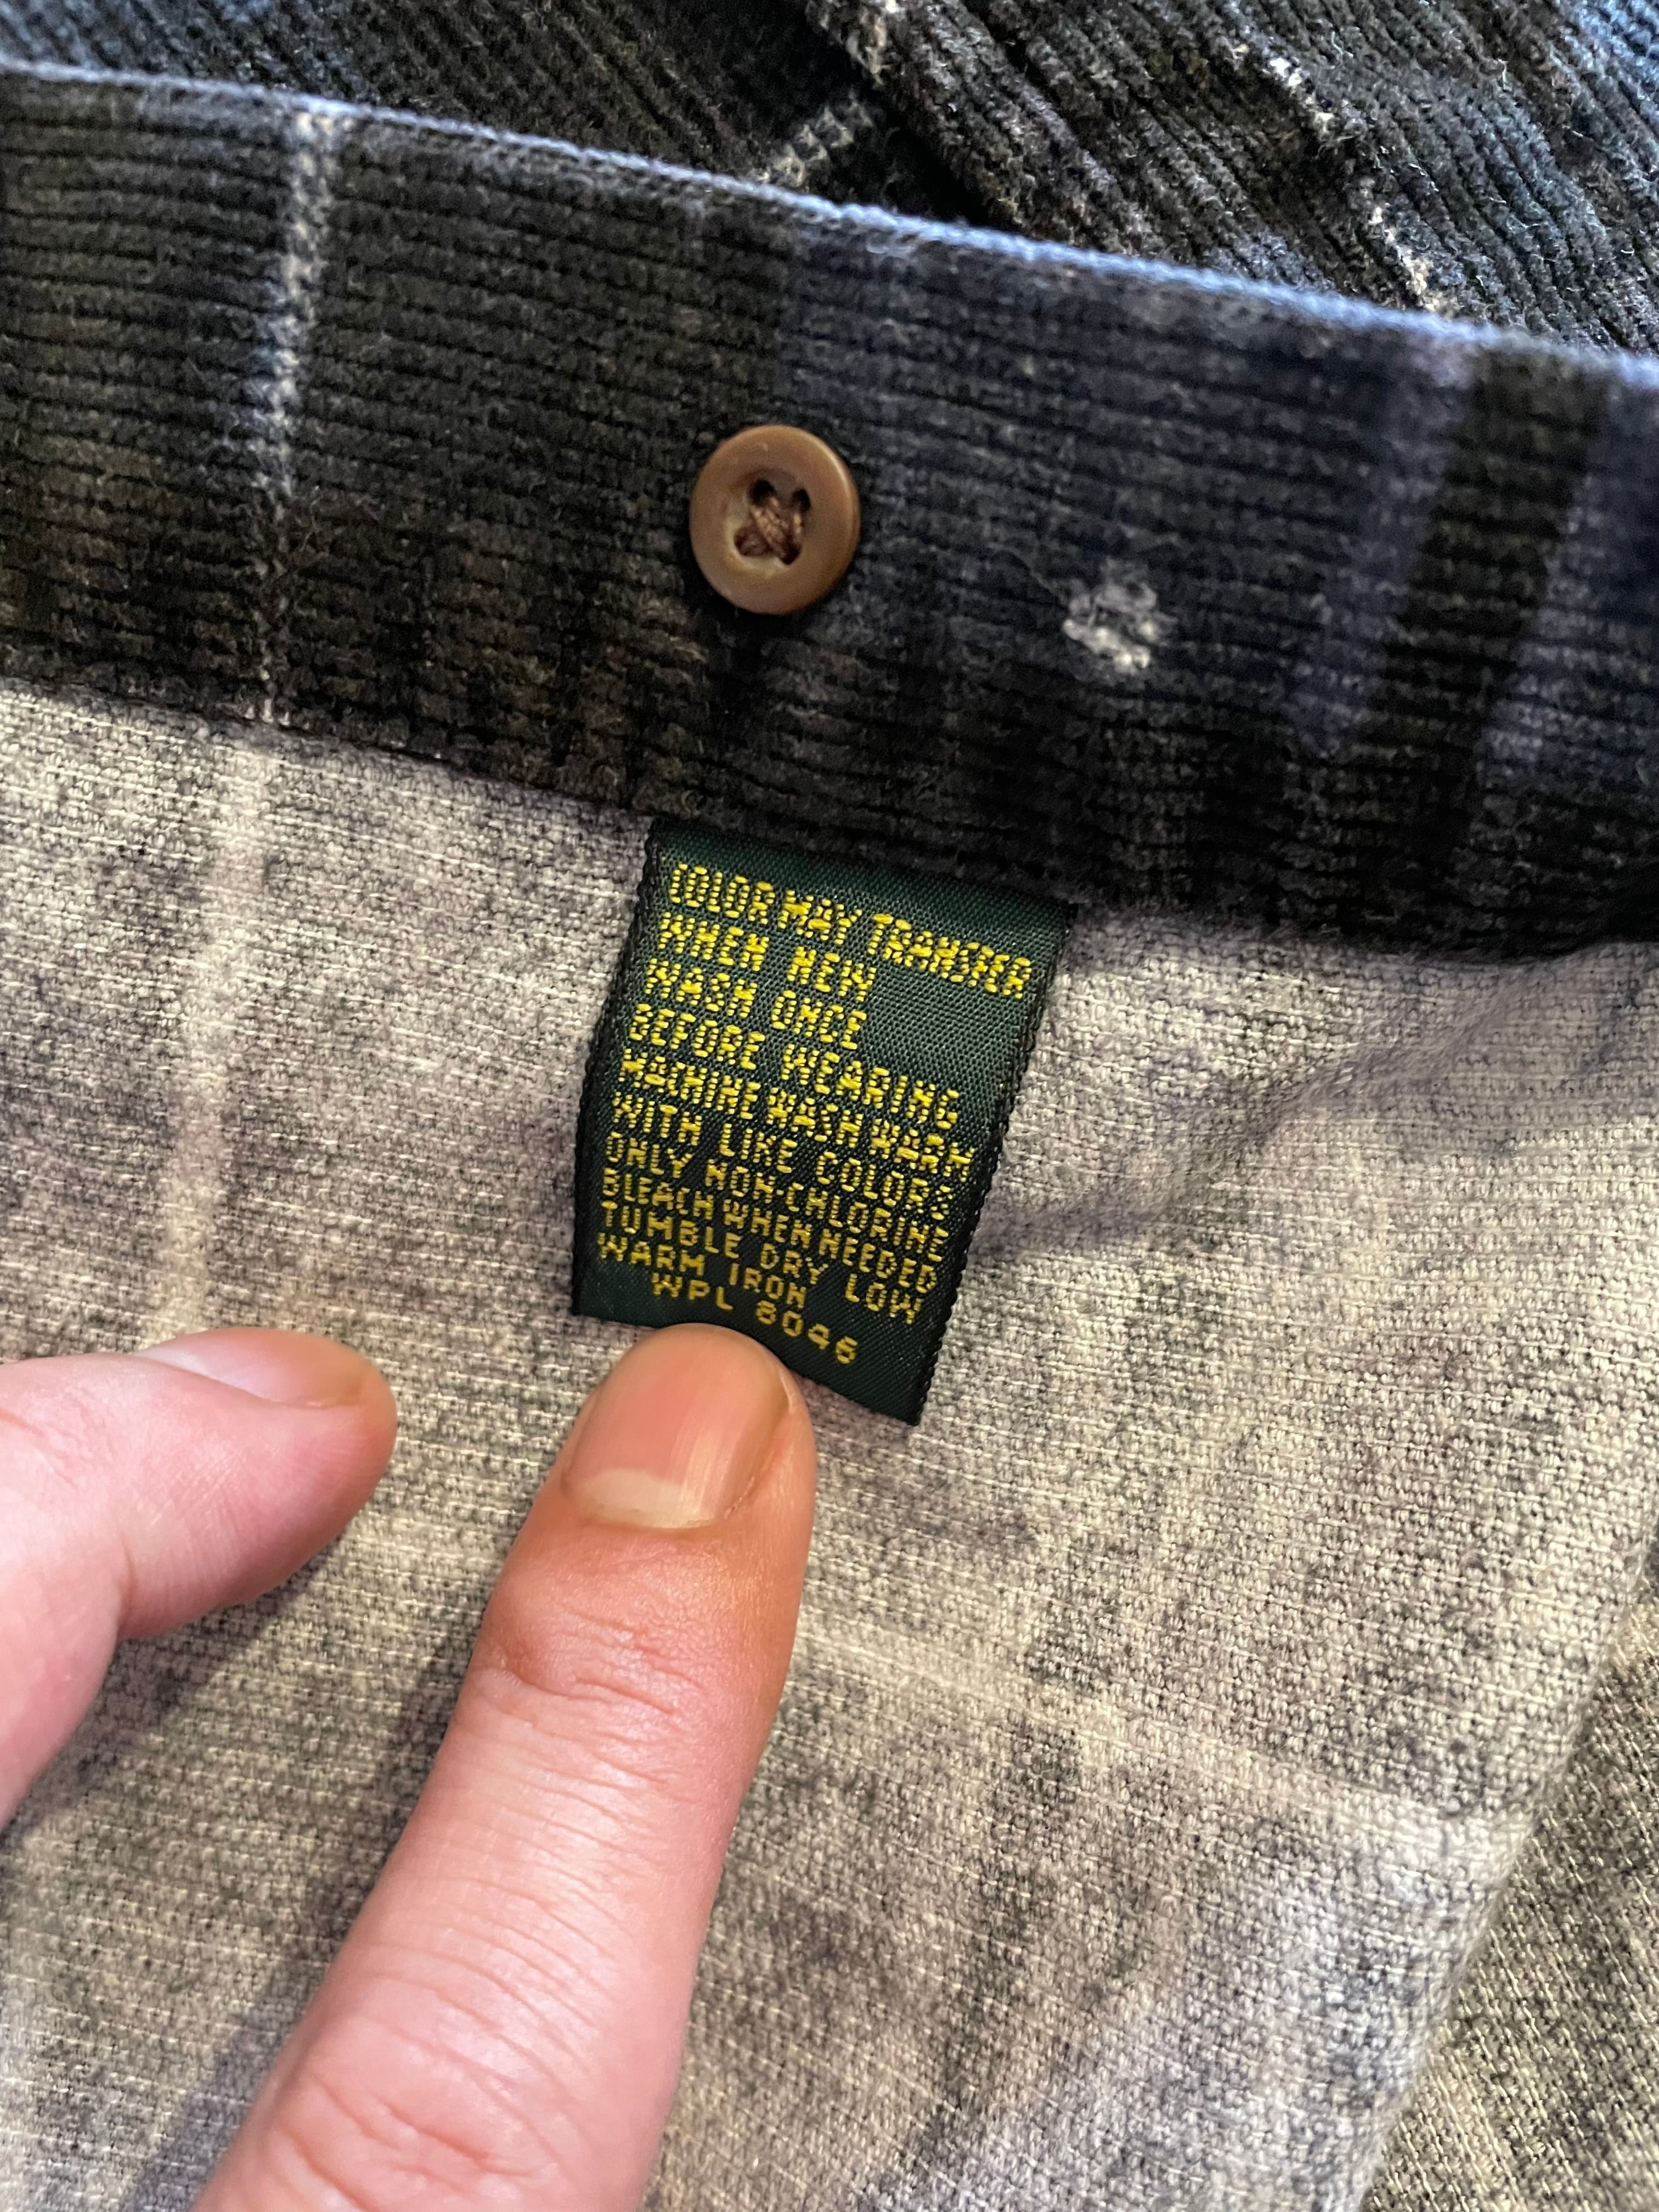 COLOR MAY TRANSFER
WHEN NEW
WASH ONCE
BEFORE WEARING
MACHINE WASH WARM
WITH LIKE COLORS
ONLY NON-CHLORINE
BLEACH WHEN NEEDED
TUMBLE DRY LOW
WARM IRON
WPL 8046